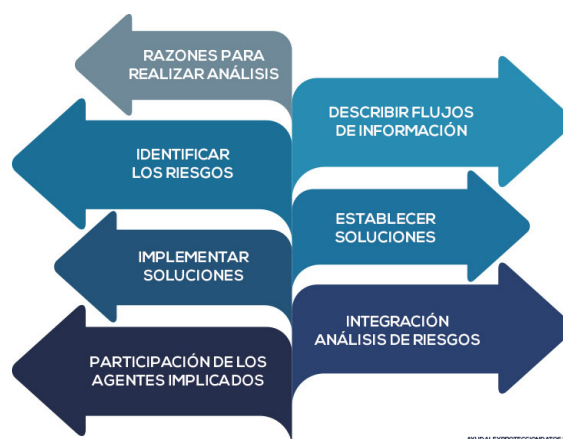 RAZONES PARA
REALIZAR ANÁLISIS
DESCRIBIR FLUJOS
DE INFORMACIÓN
IDENTIFICAR
LOS RIESGOS
ESTABLECER
SOLUCIONES
IMPLEMENTAR
SOLUCIONES
INTEGRACIÓN
ANÁLISIS DE RIESGOS
PARTICIPACIÓN DE LOS
AGENTES IMPLICADOS